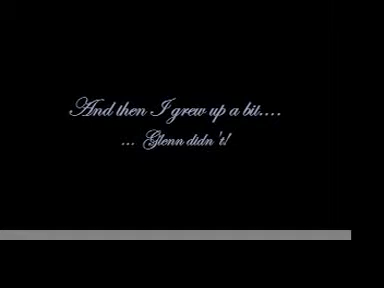 And then I grew up a bit....
... Glenn didn't!